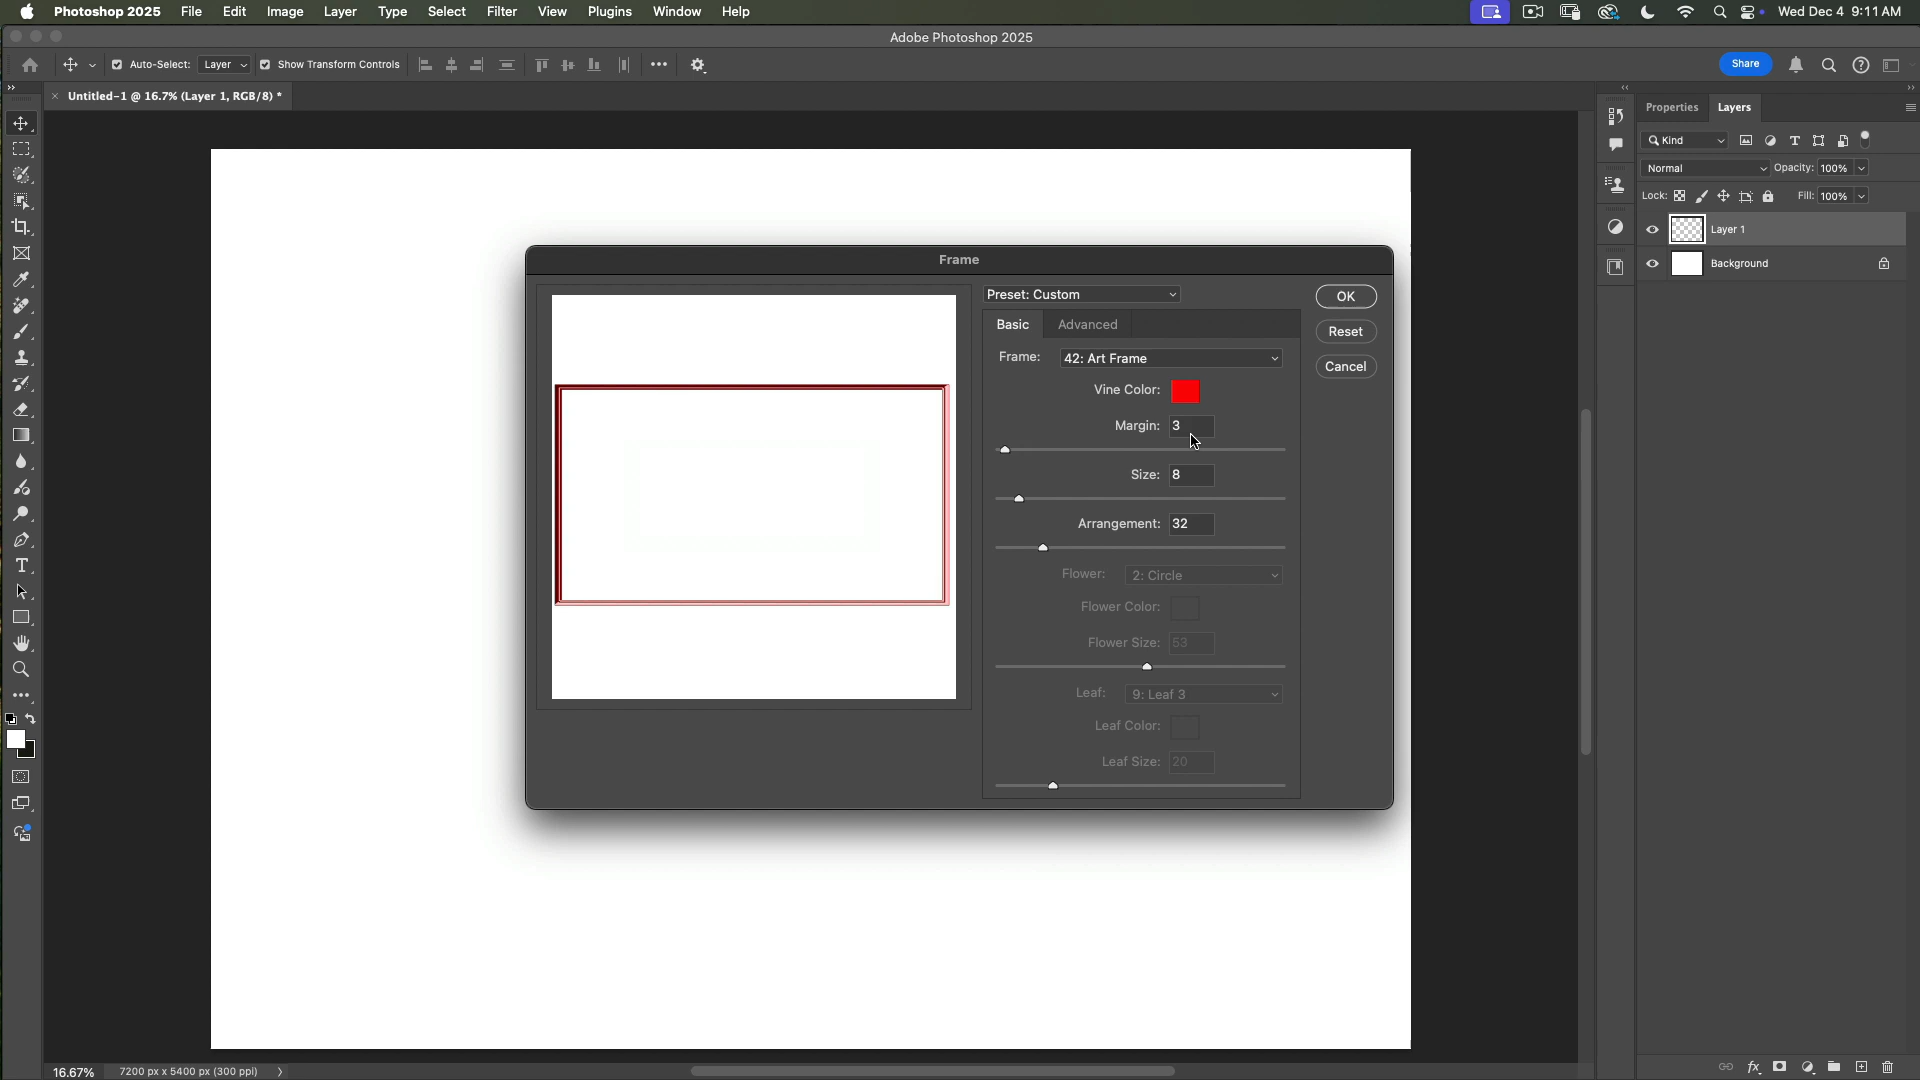 Photoshop 2025 File Edit Image Layer Type Select Filter View Plugins Window Help Wed Dec 4 9:11 AM
Adobe Photoshop 2025
Auto-Select: Layer Show Transform Controls Share
Untitled-1 @ 16.7% (Layer 1, RGB/8) *
Properties Layers
Kind
Normal Opacity: 100%
Lock: Fill: 100%
Layer 1
Background
Frame
Preset: Custom OK
Basic Advanced Reset
Frame: 42: Art Frame Cancel
Vine Color:
Margin: 3
Size: 8
Arrangement: 32
Flower: 2: Circle
Flower Color:
Flower Size: 53
Leaf: 9: Leaf 3
Leaf Color:
Leaf Size: 20
16.67% 7200 px x 5400 px (300 ppi)